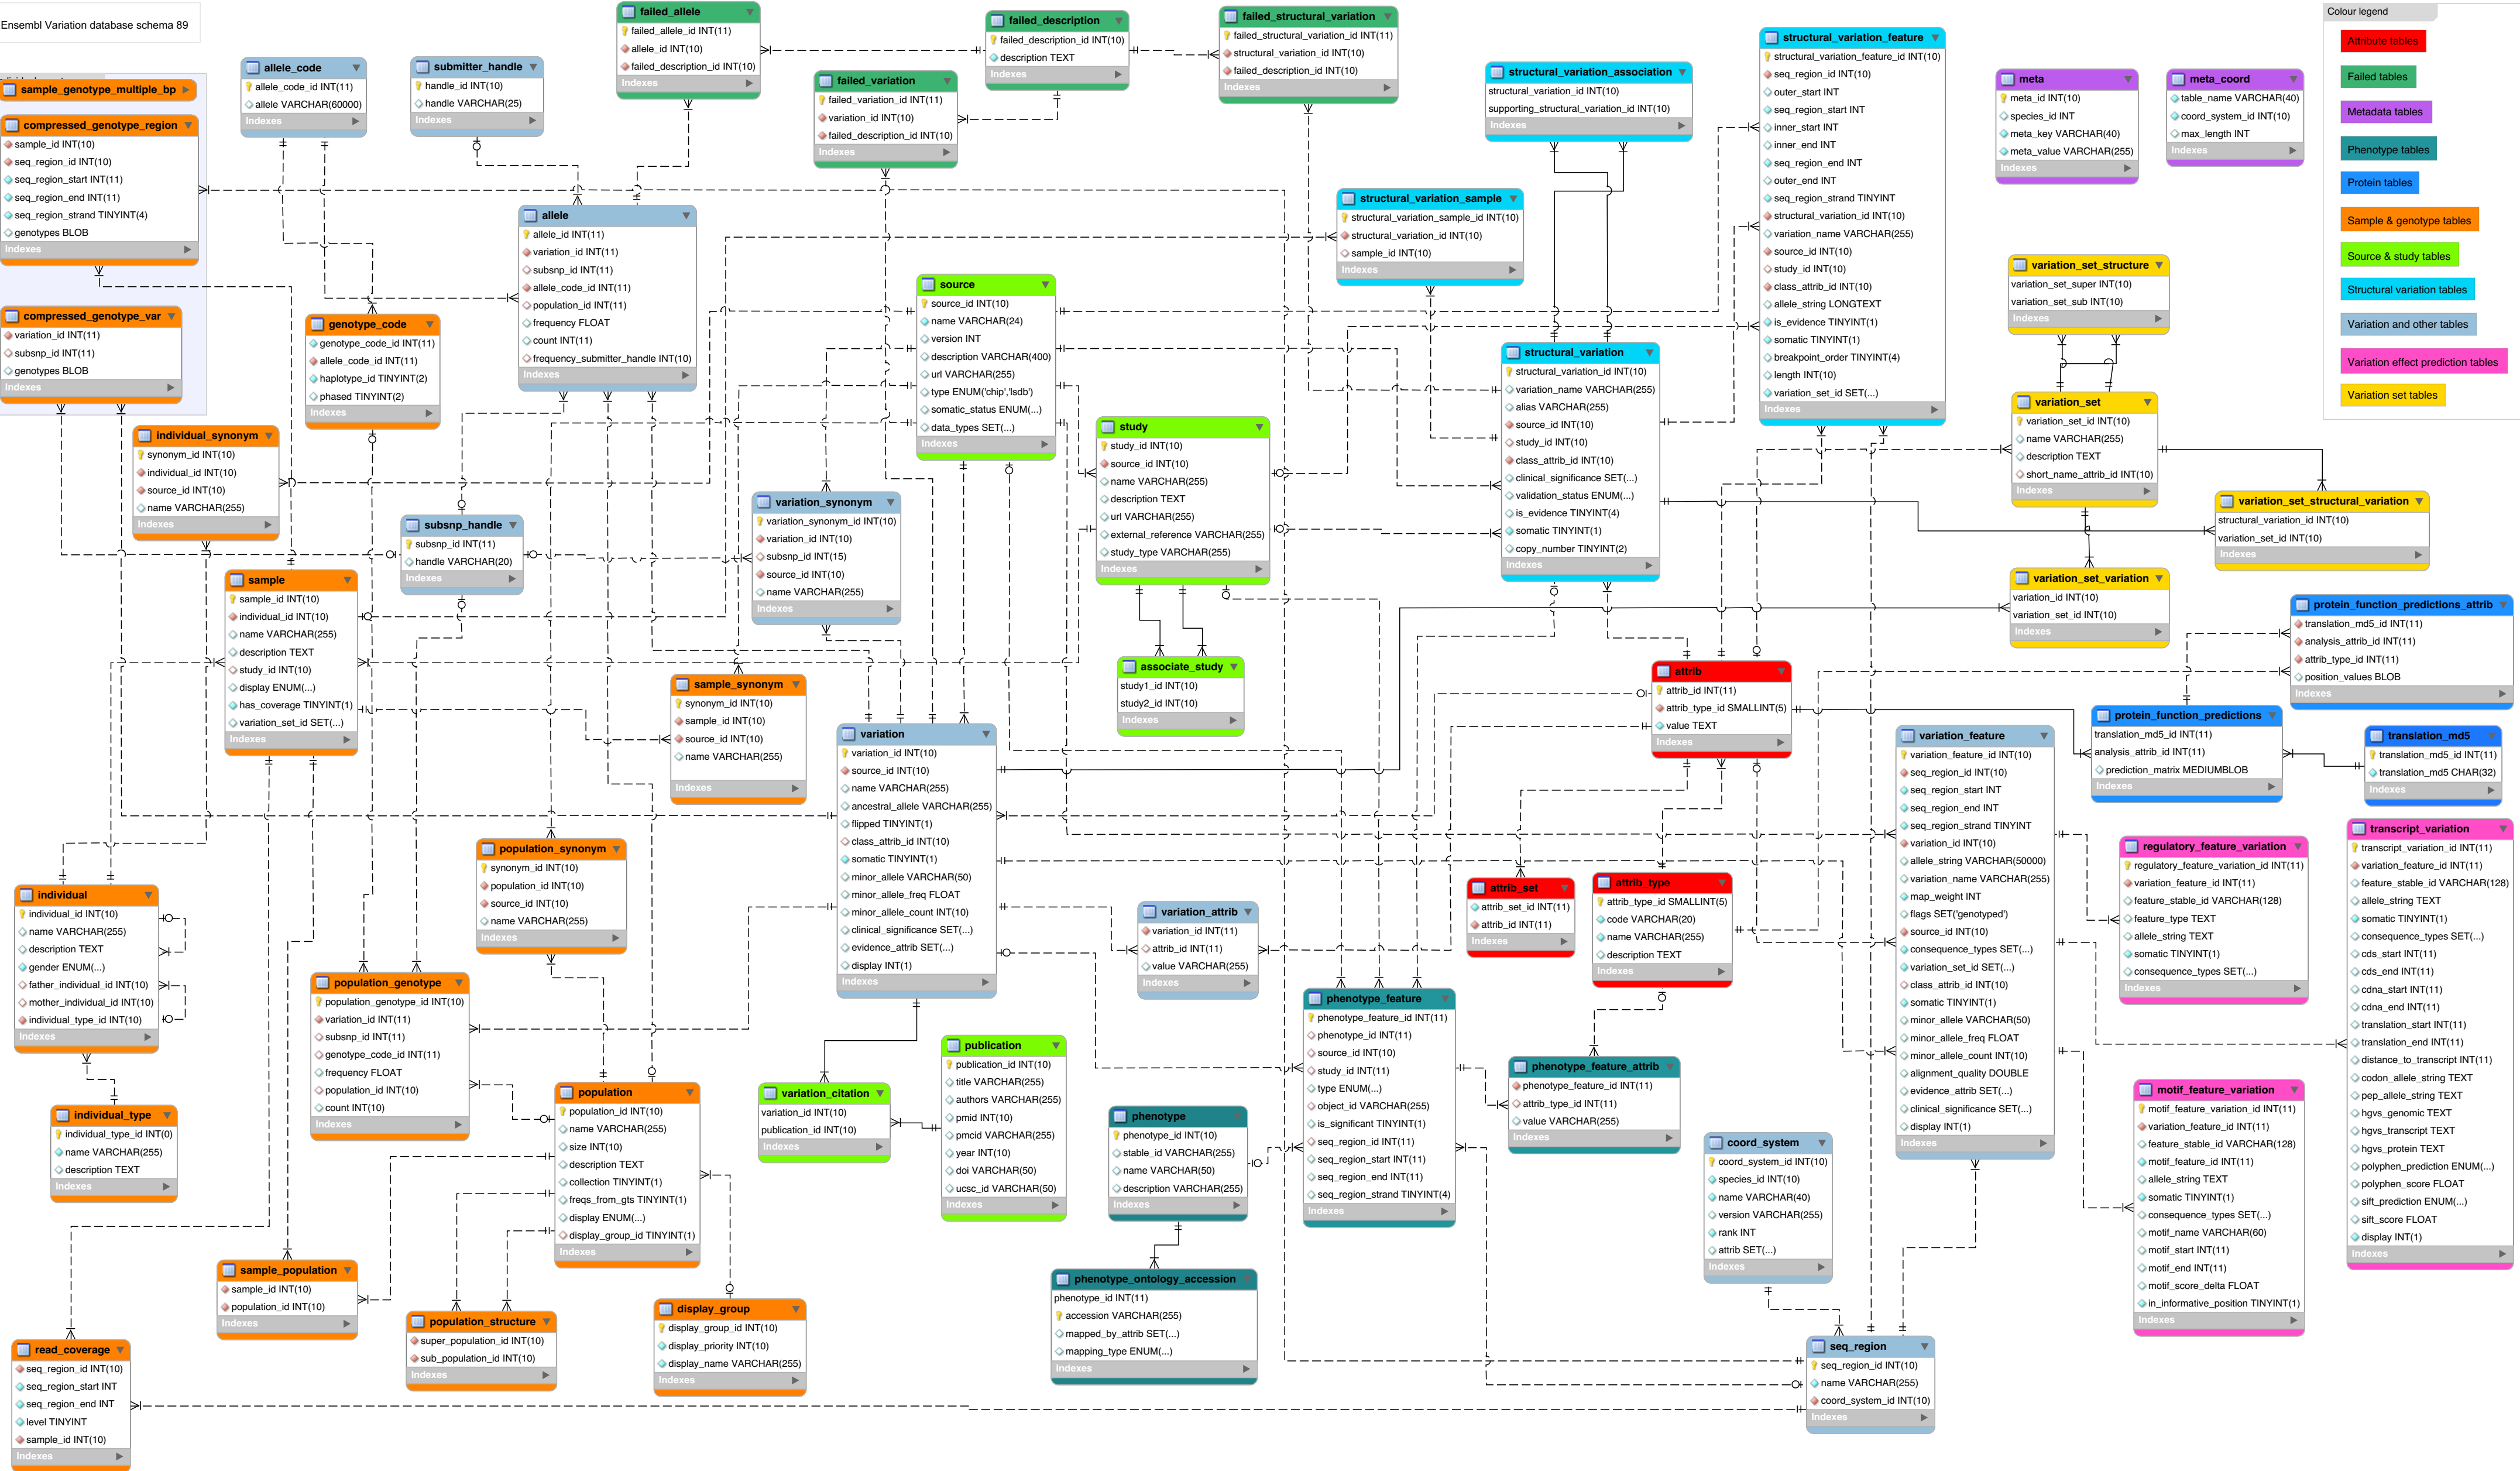 Ensembl Variation database schema 89
Colour legend
Attribute tables
Failed tables
Metadata tables
Phenotype tables
Protein tables
Sample & genotype tables
Source & study tables
Structural variation tables
Variation and other tables
Variation effect prediction tables
Variation set tables
failed_allele
failed_allele_id INT(11)
allele_id INT(10)
failed_description_id INT(10)
Indexes
failed_description
failed_description_id INT(10)
description TEXT
Indexes
failed_structural_variation
failed_structural_variation_id INT(11)
structural_variation_id INT(10)
failed_description_id INT(10)
Indexes
failed_variation
failed_variation_id INT(11)
variation_id INT(10)
failed_description_id INT(10)
Indexes
allele_code
allele_code_id INT(11)
allele VARCHAR(60000)
Indexes
submitter_handle
handle_id INT(10)
handle VARCHAR(25)
Indexes
sample_genotype_multiple_bp
compressed_genotype_region
sample_id INT(10)
seq_region_id INT(10)
seq_region_start INT(11)
seq_region_end INT(11)
seq_region_strand TINYINT(4)
genotypes BLOB
Indexes
compressed_genotype_var
variation_id INT(11)
subsnp_id INT(11)
genotypes BLOB
Indexes
structural_variation_association
structural_variation_id INT(10)
supporting_structural_variation_id INT(10)
Indexes
structural_variation_feature
structural_variation_feature_id INT(10)
seq_region_id INT(10)
outer_start INT
seq_region_start INT
inner_start INT
inner_end INT
seq_region_end INT
outer_end INT
seq_region_strand TINYINT
structural_variation_id INT(10)
variation_name VARCHAR(255)
source_id INT(10)
study_id INT(10)
class_attrib_id INT(10)
allele_string LONGTEXT
is_evidence TINYINT(1)
somatic TINYINT(1)
breakpoint_order TINYINT(4)
length INT(10)
variation_set_id SET(...)
Indexes
meta
meta_id INT(10)
species_id INT
meta_key VARCHAR(40)
meta_value VARCHAR(255)
Indexes
meta_coord
table_name VARCHAR(40)
coord_system_id INT(10)
max_length INT
Indexes
allele
allele_id INT(11)
variation_id INT(11)
subsnp_id INT(11)
allele_code_id INT(11)
population_id INT(11)
frequency FLOAT
count INT(11)
frequency_submitter_handle INT(10)
Indexes
structural_variation_sample
structural_variation_sample_id INT(10)
structural_variation_id INT(10)
sample_id INT(10)
Indexes
source
source_id INT(10)
name VARCHAR(24)
version INT
description VARCHAR(400)
url VARCHAR(255)
type ENUM('chip','lsdb')
somatic_status ENUM(...)
data_types SET(...)
Indexes
genotype_code
genotype_code_id INT(11)
allele_code_id INT(11)
haplotype_id TINYINT(2)
phased TINYINT(2)
Indexes
structural_variation
structural_variation_id INT(10)
variation_name VARCHAR(255)
alias VARCHAR(255)
source_id INT(10)
study_id INT(10)
class_attrib_id INT(10)
clinical_significance SET(...)
validation_status ENUM(...)
is_evidence TINYINT(4)
somatic TINYINT(1)
copy_number TINYINT(2)
Indexes
variation_set_structure
variation_set_super INT(10)
variation_set_sub INT(10)
Indexes
variation_set
variation_set_id INT(10)
name VARCHAR(255)
description TEXT
short_name_attrib_id INT(10)
Indexes
variation_set_structural_variation
structural_variation_id INT(10)
variation_set_id INT(10)
Indexes
variation_set_variation
variation_id INT(10)
variation_set_id INT(10)
Indexes
individual_synonym
synonym_id INT(10)
individual_id INT(10)
source_id INT(10)
name VARCHAR(255)
Indexes
study
study_id INT(10)
source_id INT(10)
name VARCHAR(255)
description TEXT
url VARCHAR(255)
external_reference VARCHAR(255)
study_type VARCHAR(255)
Indexes
variation_synonym
variation_synonym_id INT(10)
variation_id INT(10)
subsnp_id INT(15)
source_id INT(10)
name VARCHAR(255)
Indexes
subsnp_handle
subsnp_id INT(11)
handle VARCHAR(20)
Indexes
sample
sample_id INT(10)
individual_id INT(10)
name VARCHAR(255)
description TEXT
study_id INT(10)
display ENUM(...)
has_coverage TINYINT(1)
variation_set_id SET(...)
Indexes
associate_study
study1_id INT(10)
study2_id INT(10)
Indexes
sample_synonym
synonym_id INT(10)
sample_id INT(10)
source_id INT(10)
name VARCHAR(255)
Indexes
attrib
attrib_id INT(11)
attrib_type_id SMALLINT(5)
value TEXT
Indexes
protein_function_predictions_attrib
translation_md5_id INT(11)
analysis_attrib_id INT(11)
attrib_type_id INT(11)
position_values BLOB
Indexes
protein_function_predictions
translation_md5_id INT(11)
analysis_attrib_id INT(11)
prediction_matrix MEDIUMBLOB
Indexes
translation_md5
translation_md5_id INT(11)
translation_md5 CHAR(32)
Indexes
variation
variation_id INT(10)
source_id INT(10)
name VARCHAR(255)
ancestral_allele VARCHAR(255)
flipped TINYINT(1)
class_attrib_id INT(10)
somatic TINYINT(1)
minor_allele VARCHAR(50)
minor_allele_freq FLOAT
minor_allele_count INT(10)
clinical_significance SET(...)
evidence_attrib SET(...)
display INT(1)
Indexes
variation_feature
variation_feature_id INT(10)
seq_region_id INT(10)
seq_region_start INT
seq_region_end INT
seq_region_strand TINYINT
variation_id INT(10)
allele_string VARCHAR(50000)
variation_name VARCHAR(255)
map_weight INT
flags SET('genotyped')
source_id INT(10)
consequence_types SET(...)
variation_set_id SET(...)
class_attrib_id INT(10)
somatic TINYINT(1)
minor_allele VARCHAR(50)
minor_allele_freq FLOAT
minor_allele_count INT(10)
alignment_quality DOUBLE
evidence_attrib SET(...)
clinical_significance SET(...)
display INT(1)
Indexes
regulatory_feature_variation
regulatory_feature_variation_id INT(11)
variation_feature_id INT(11)
feature_stable_id VARCHAR(128)
feature_type TEXT
allele_string TEXT
somatic TINYINT(1)
consequence_types SET(...)
Indexes
transcript_variation
transcript_variation_id INT(11)
variation_feature_id INT(11)
feature_stable_id VARCHAR(128)
allele_string TEXT
somatic TINYINT(1)
consequence_types SET(...)
cds_start INT(11)
cds_end INT(11)
cdna_start INT(11)
cdna_end INT(11)
translation_start INT(11)
translation_end INT(11)
distance_to_transcript INT(11)
codon_allele_string TEXT
pep_allele_string TEXT
hgvs_genomic TEXT
hgvs_transcript TEXT
hgvs_protein TEXT
polyphen_prediction ENUM(...)
polyphen_score FLOAT
sift_prediction ENUM(...)
sift_score FLOAT
display INT(1)
Indexes
population_synonym
synonym_id INT(10)
population_id INT(10)
source_id INT(10)
name VARCHAR(255)
Indexes
individual
individual_id INT(10)
name VARCHAR(255)
description TEXT
gender ENUM(...)
father_individual_id INT(10)
mother_individual_id INT(10)
individual_type_id INT(10)
Indexes
attrib_set
attrib_set_id INT(11)
attrib_id INT(11)
Indexes
attrib_type
attrib_type_id SMALLINT(5)
code VARCHAR(20)
name VARCHAR(255)
description TEXT
Indexes
variation_attrib
variation_id INT(11)
attrib_id INT(11)
value VARCHAR(255)
Indexes
population_genotype
population_genotype_id INT(10)
variation_id INT(11)
subsnp_id INT(11)
genotype_code_id INT(11)
frequency FLOAT
population_id INT(10)
count INT(10)
Indexes
phenotype_feature
phenotype_feature_id INT(11)
phenotype_id INT(11)
source_id INT(10)
study_id INT(11)
type ENUM(...)
object_id VARCHAR(255)
is_significant TINYINT(1)
seq_region_id INT(11)
seq_region_start INT(11)
seq_region_end INT(11)
seq_region_strand TINYINT(4)
Indexes
publication
publication_id INT(10)
title VARCHAR(255)
authors VARCHAR(255)
pmid INT(10)
pmcid VARCHAR(255)
year INT(10)
doi VARCHAR(50)
ucsc_id VARCHAR(50)
Indexes
phenotype_feature_attrib
phenotype_feature_id INT(11)
attrib_type_id INT(11)
value VARCHAR(255)
Indexes
variation_citation
variation_id INT(10)
publication_id INT(10)
Indexes
population
population_id INT(10)
name VARCHAR(255)
size INT(10)
description TEXT
collection TINYINT(1)
freqs_from_gts TINYINT(1)
display ENUM(...)
display_group_id TINYINT(1)
Indexes
individual_type
individual_type_id INT(0)
name VARCHAR(255)
description TEXT
Indexes
phenotype
phenotype_id INT(10)
stable_id VARCHAR(255)
name VARCHAR(50)
description VARCHAR(255)
Indexes
motif_feature_variation
motif_feature_variation_id INT(11)
variation_feature_id INT(11)
feature_stable_id VARCHAR(128)
motif_feature_id INT(11)
allele_string TEXT
somatic TINYINT(1)
consequence_types SET(...)
motif_name VARCHAR(60)
motif_start INT(11)
motif_end INT(11)
motif_score_delta FLOAT
in_informative_position TINYINT(1)
Indexes
coord_system
coord_system_id INT(10)
species_id INT(10)
name VARCHAR(40)
version VARCHAR(255)
rank INT
attrib SET(...)
Indexes
sample_population
sample_id INT(10)
population_id INT(10)
Indexes
phenotype_ontology_accession
phenotype_id INT(11)
accession VARCHAR(255)
mapped_by_attrib SET(...)
mapping_type ENUM(...)
Indexes
population_structure
super_population_id INT(10)
sub_population_id INT(10)
Indexes
display_group
display_group_id INT(10)
display_priority INT(10)
display_name VARCHAR(255)
Indexes
read_coverage
seq_region_id INT(10)
seq_region_start INT
seq_region_end INT
level TINYINT
sample_id INT(10)
Indexes
seq_region
seq_region_id INT(10)
name VARCHAR(255)
coord_system_id INT(10)
Indexes